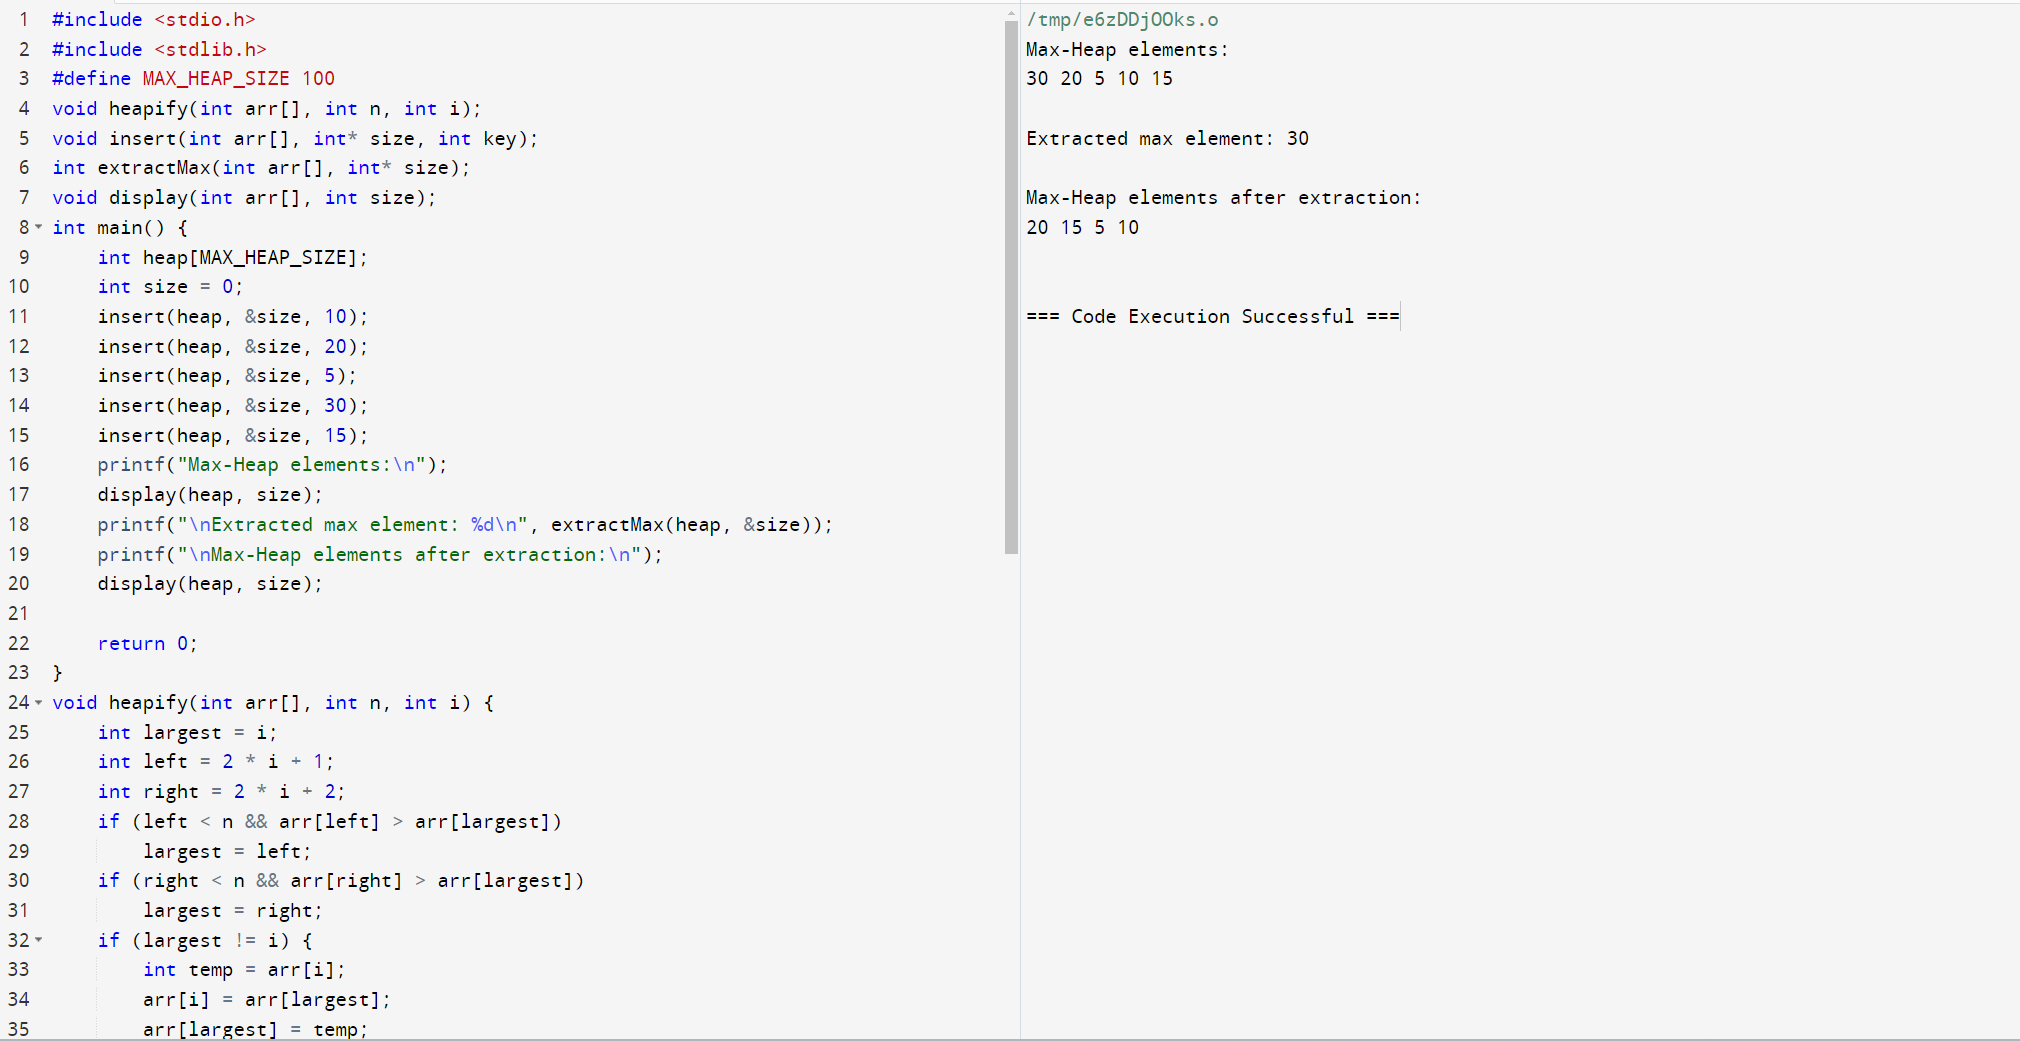 1 #include <stdio.h>
2 #include <stdlib.h>
3 #define MAX_HEAP_SIZE 100
4 void heapify(int arr[], int n, int i);
5 void insert(int arr[], int* size, int key);
6 int extractMax(int arr[], int* size);
7 void display(int arr[], int size);
8 int main() {
9     int heap[MAX_HEAP_SIZE];
10     int size = 0;
11     insert(heap, &size, 10);
12     insert(heap, &size, 20);
13     insert(heap, &size, 5);
14     insert(heap, &size, 30);
15     insert(heap, &size, 15);
16     printf("Max-Heap elements:\n");
17     display(heap, size);
18     printf("\nExtracted max element: %d\n", extractMax(heap, &size));
19     printf("\nMax-Heap elements after extraction:\n");
20     display(heap, size);
21
22     return 0;
23 }
24 void heapify(int arr[], int n, int i) {
25     int largest = i;
26     int left = 2 * i + 1;
27     int right = 2 * i + 2;
28     if (left < n && arr[left] > arr[largest])
29         largest = left;
30     if (right < n && arr[right] > arr[largest])
31         largest = right;
32     if (largest != i) {
33         int temp = arr[i];
34         arr[i] = arr[largest];
35         arr[largest] = temp;
/tmp/e6zDDjOOks.o
Max-Heap elements:
30 20 5 10 15
Extracted max element: 30
Max-Heap elements after extraction:
20 15 5 10
=== Code Execution Successful ===